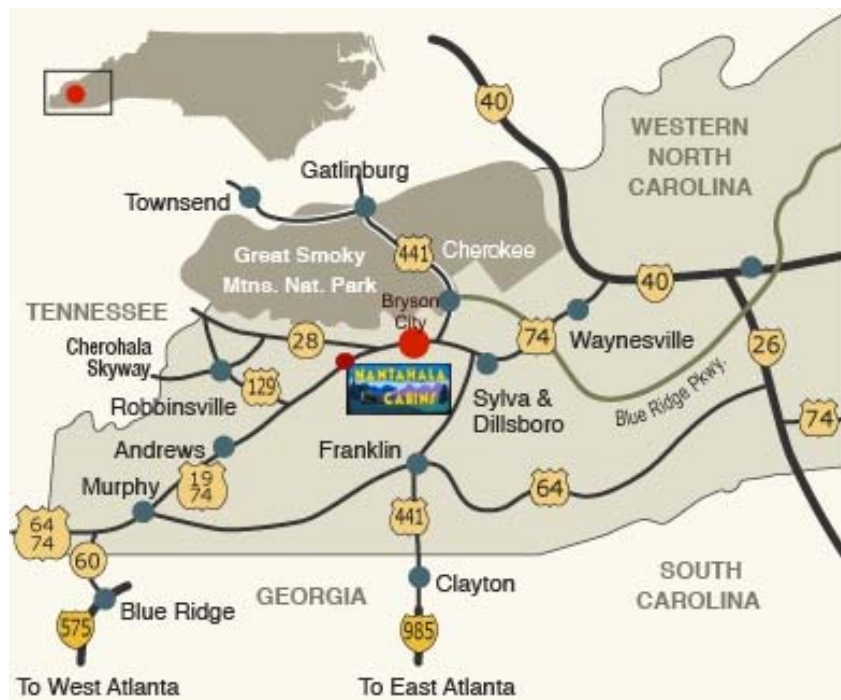 40
WESTERN
NORTH
CAROLINA
Gatlinburg
Townsend
441
Cherokee
Great Smoky
Mtns. Nat. Park
40
TENNESSEE
Bryson
City
28
74
Waynesville
26
Cherohala
Skyway
129
NANTAHALA
CABINS
Robbinsville
Sylva &
Dillsboro
Blue Ridge Pkwy.
74
Andrews
Franklin
19
74
64
Murphy
441
64
74
60
Clayton
SOUTH
CAROLINA
GEORGIA
Blue Ridge
575
985
To West Atlanta
To East Atlanta